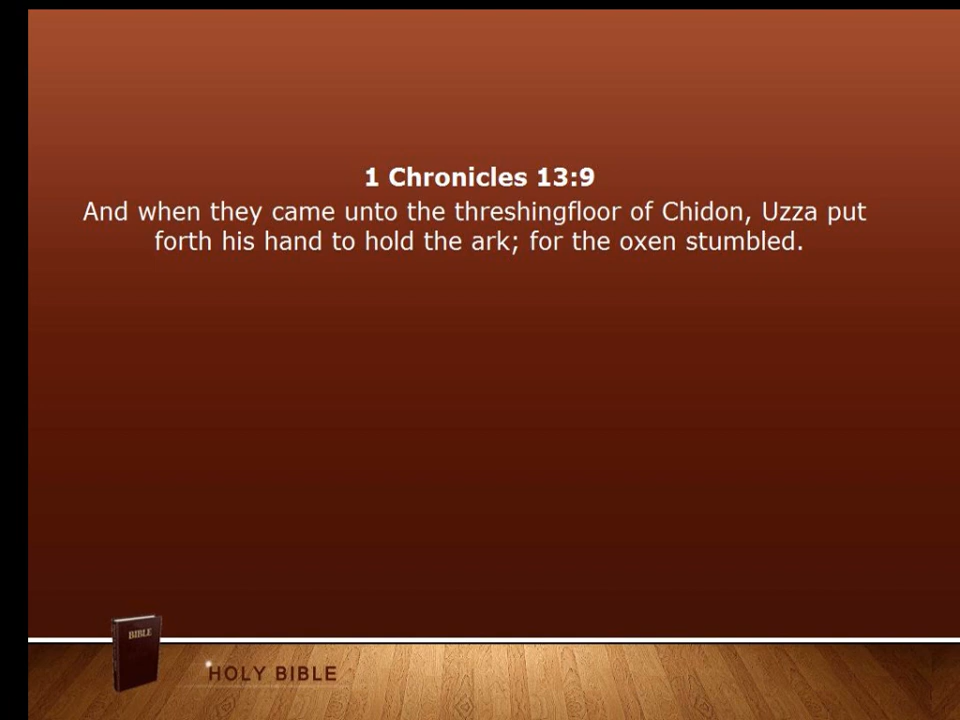 1 Chronicles 13:9
And when they came unto the threshingfloor of Chidon, Uzza put
forth his hand to hold the ark; for the oxen stumbled.
BIBLE
HOLY BIBLE